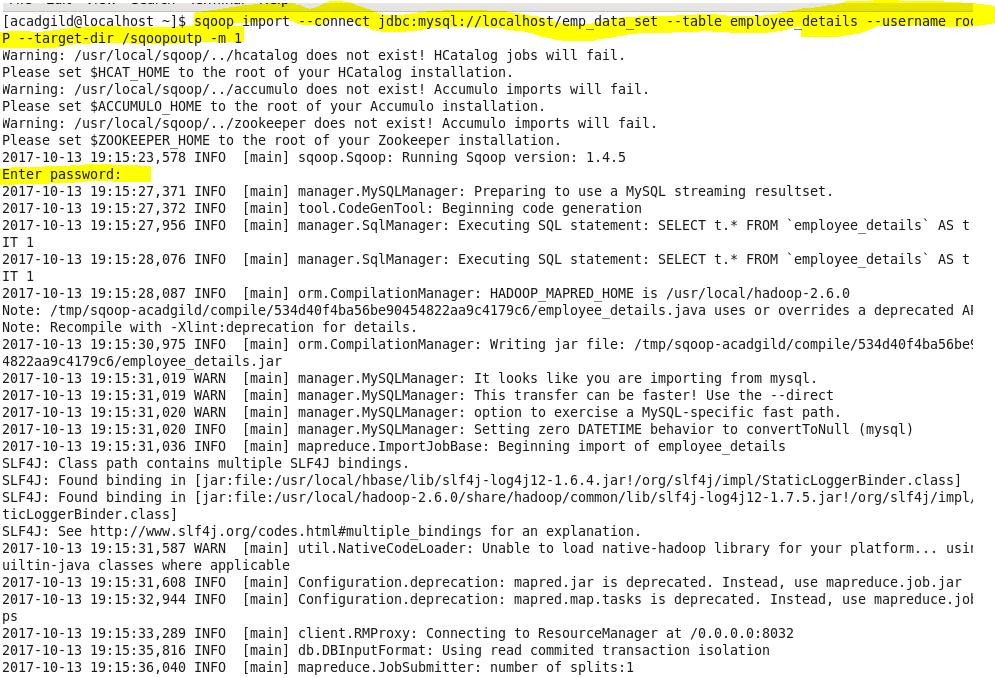 [acadgild@localhost ~]$ sqoop import --connect jdbc:mysql://localhost/emp_data_set --table employee_details --username
P --target-dir /sqoopoutp -m 1
Warning: /usr/local/sqoop/../hcatalog does not exist! HCatalog jobs will fail.
Please set $HCAT_HOME to the root of your HCatalog installation.
Warning: /usr/local/sqoop/../accumulo does not exist! Accumulo imports will fail.
Please set $ACCUMULO_HOME to the root of your Accumulo installation.
Warning: /usr/local/sqoop/../zookeeper does not exist! Accumulo imports will fail.
Please set $ZOOKEEPER_HOME to the root of your Zookeeper installation.
2017-10-13 19:15:23,578 INFO  [main] sqoop.Sqoop: Running Sqoop version: 1.4.5
Enter password:
2017-10-13 19:15:27,371 INFO  [main] manager.MySQLManager: Preparing to use a MySQL streaming resultset.
2017-10-13 19:15:27,372 INFO  [main] tool.CodeGenTool: Beginning code generation
2017-10-13 19:15:27,956 INFO  [main] manager.SqlManager: Executing SQL statement: SELECT t.* FROM `employee_details` AS t
IT 1
2017-10-13 19:15:28,076 INFO  [main] manager.SqlManager: Executing SQL statement: SELECT t.* FROM `employee_details` AS t
IT 1
2017-10-13 19:15:28,087 INFO  [main] orm.CompilationManager: HADOOP_MAPRED_HOME is /usr/local/hadoop-2.6.0
Note: /tmp/sqoop-acadgild/compile/534d40f4ba56be90454822aa9c4179c6/employee_details.java uses or overrides a deprecated
Note: Recompile with -Xlint:deprecation for details.
2017-10-13 19:15:30,975 INFO  [main] orm.CompilationManager: Writing jar file: /tmp/sqoop-acadgild/compile/534d40f4ba56be9
4822aa9c4179c6/employee_details.jar
2017-10-13 19:15:31,019 WARN  [main] manager.MySQLManager: It looks like you are importing from mysql.
2017-10-13 19:15:31,019 WARN  [main] manager.MySQLManager: This transfer can be faster! Use the --direct
2017-10-13 19:15:31,020 WARN  [main] manager.MySQLManager: option to exercise a MySQL-specific fast path.
2017-10-13 19:15:31,020 INFO  [main] manager.MySQLManager: Setting zero DATETIME behavior to convertToNull (mysql)
2017-10-13 19:15:31,036 INFO  [main] mapreduce.ImportJobBase: Beginning import of employee_details
SLF4J: Class path contains multiple SLF4J bindings.
SLF4J: Found binding in [jar:file:/usr/local/hbase/lib/slf4j-log4j12-1.6.4.jar!/org/slf4j/impl/StaticLoggerBinder.class]
SLF4J: Found binding in [jar:file:/usr/local/hadoop-2.6.0/share/hadoop/common/lib/slf4j-log4j12-1.7.5.jar!/org/slf4j/impl/
ticLoggerBinder.class]
SLF4J: See http://www.slf4j.org/codes.html#multiple_bindings for an explanation.
2017-10-13 19:15:31,587 WARN  [main] util.NativeCodeLoader: Unable to load native-hadoop library for your platform... usin
uiltin-java classes where applicable
2017-10-13 19:15:31,608 INFO  [main] Configuration.deprecation: mapred.jar is deprecated. Instead, use mapreduce.job.jar
2017-10-13 19:15:32,944 INFO  [main] Configuration.deprecation: mapred.map.tasks is deprecated. Instead, use mapreduce.job
ps
2017-10-13 19:15:33,289 INFO  [main] client.RMProxy: Connecting to ResourceManager at /0.0.0.0:8032
2017-10-13 19:15:35,816 INFO  [main] db.DBInputFormat: Using read commited transaction isolation
2017-10-13 19:15:36,040 INFO  [main] mapreduce.JobSubmitter: number of splits:1